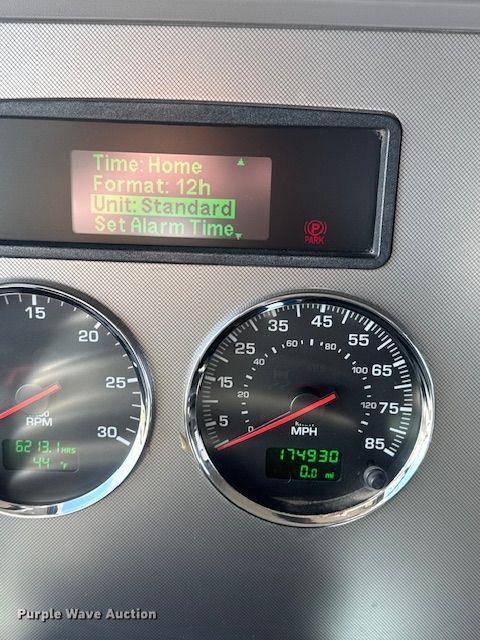 Time: Home
Format: 12h
Unit: Standard
Set Alarm Time
P
PARK
15
20
25
30
RPM
6213.1 HRS
44 °F
5
15
25
35
45
55
65
75
85
0
20
40
60
80
100
120
MPH
174930
0.0 mi
Purple Wave Auction